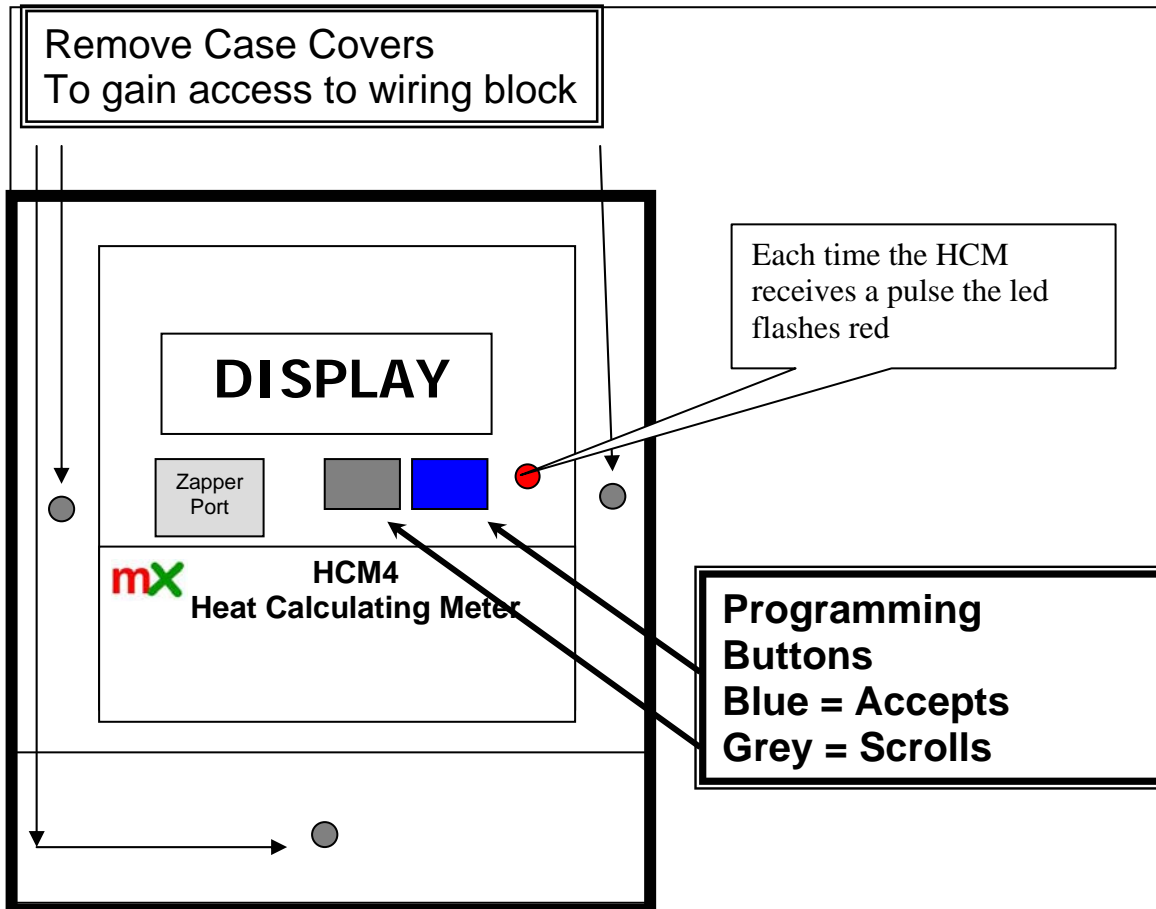 Remove Case Covers
To gain access to wiring block
Each time the HCM
receives a pulse the led
flashes red
DISPLAY
Zapper
Port
mX
HCM4
Heat Calculating Meter
Programming
Buttons
Blue = Accepts
Grey = Scrolls